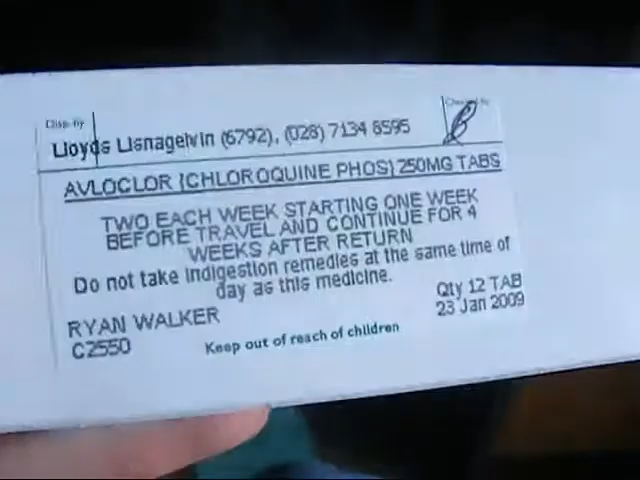 Disp. by
Lloyds Lisnagelvin (6792), (028) 7134 8595
AVLOCLOR {CHLOROQUINE PHOS} 250MG TABS
TWO EACH WEEK STARTING ONE WEEK
BEFORE TRAVEL AND CONTINUE FOR 4
WEEKS AFTER RETURN
Do not take indigestion remedies at the same time of
day as this medicine.
Qty 12 TAB
RYAN WALKER
23 Jan 2009
C2550
Keep out of reach of children